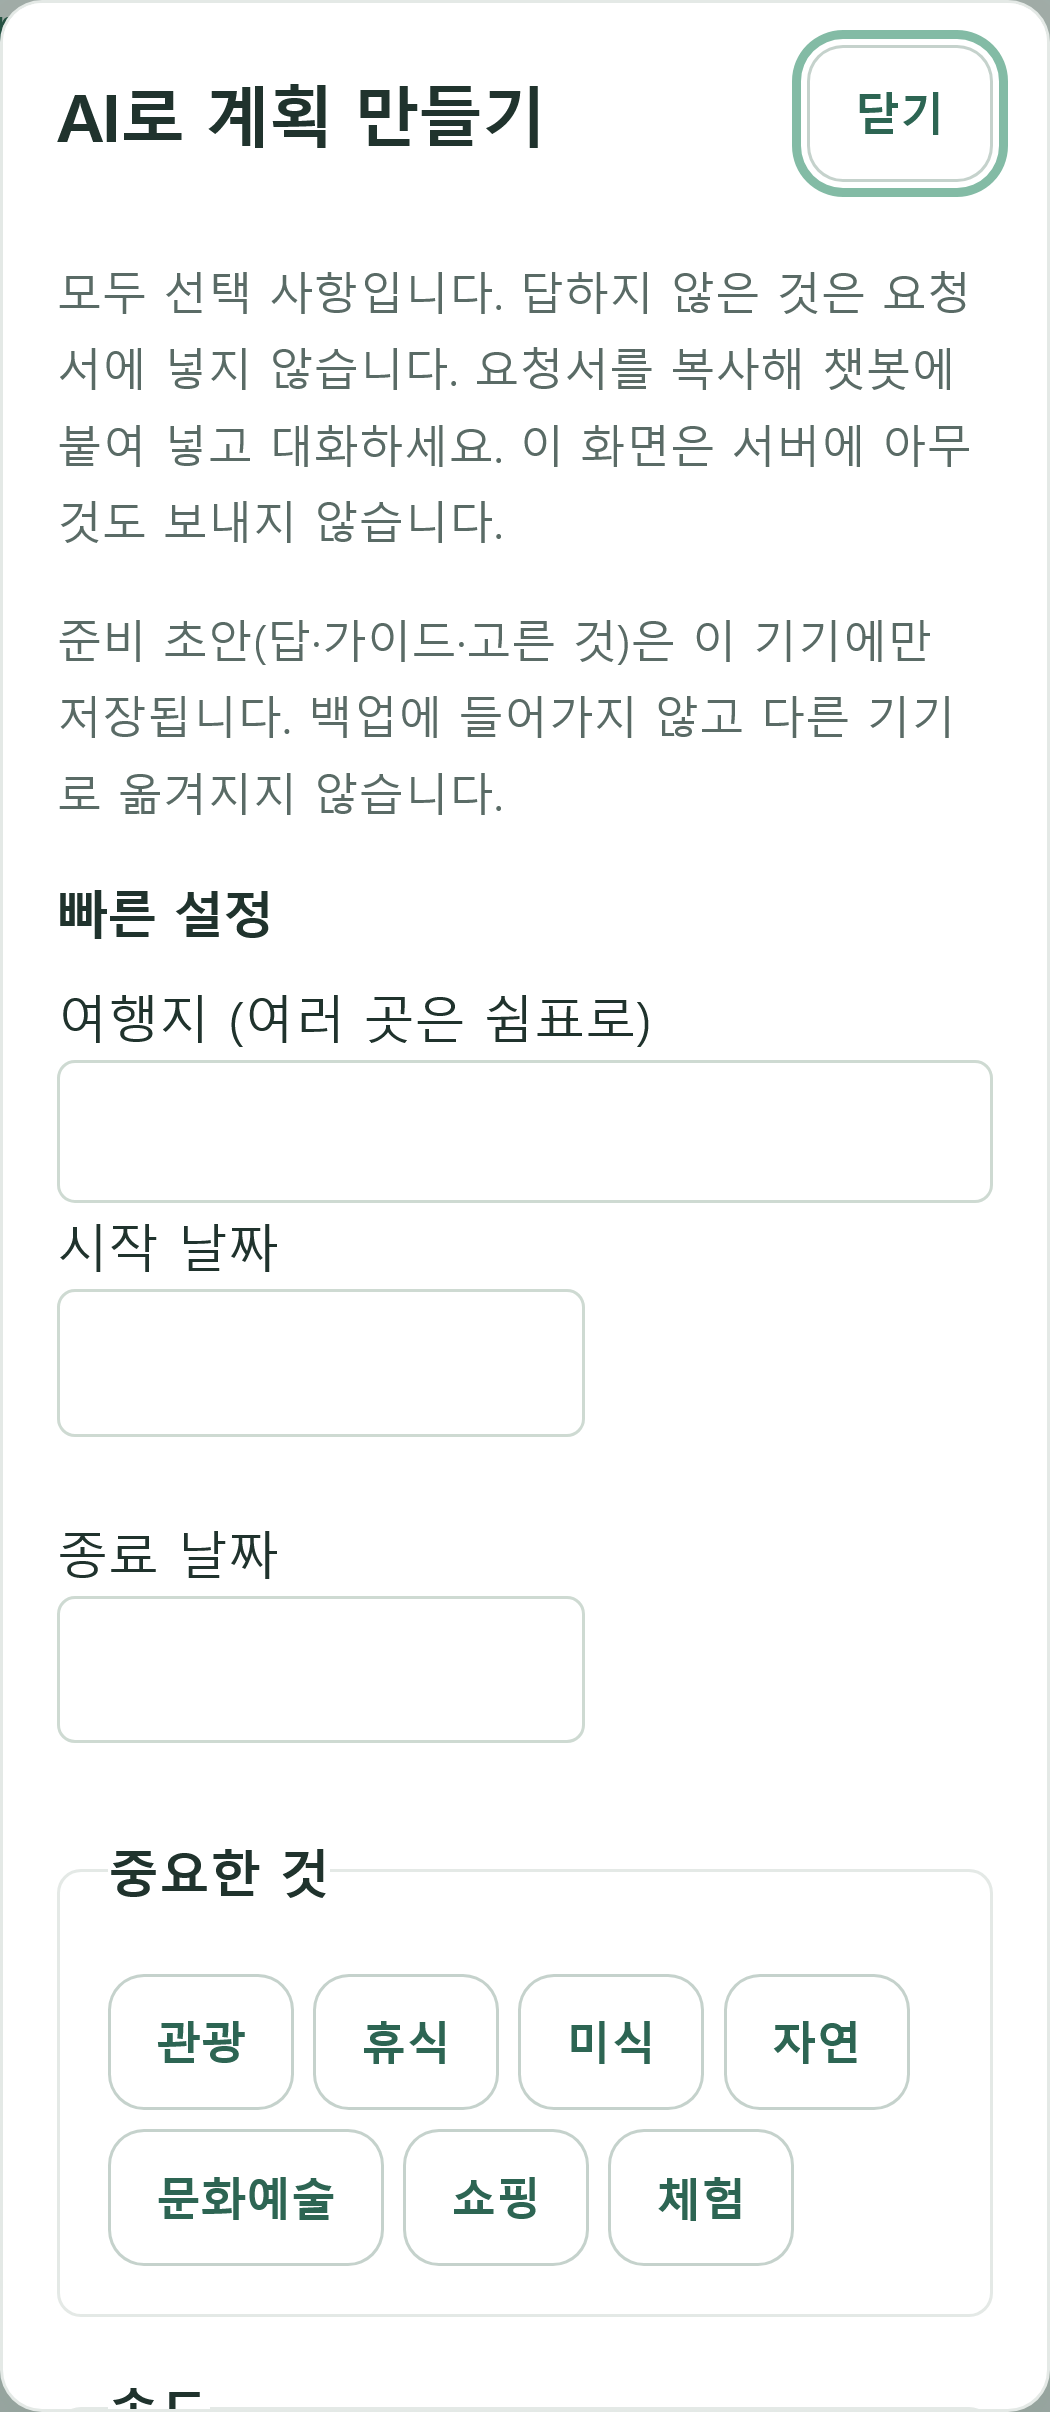 AI로 계획 만들기
닫기
모두 선택 사항입니다. 답하지 않은 것은 요청
서에 넣지 않습니다. 요청서를 복사해 챗봇에
붙여 넣고 대화하세요. 이 화면은 서버에 아무
것도 보내지 않습니다.
준비 초안(답·가이드·고른 것)은 이 기기에만
저장됩니다. 백업에 들어가지 않고 다른 기기
로 옮겨지지 않습니다.
빠른 설정
여행지 (여러 곳은 쉼표로)
시작 날짜
종료 날짜
중요한 것
관광 휴식 미식 자연
문화예술 쇼핑 체험